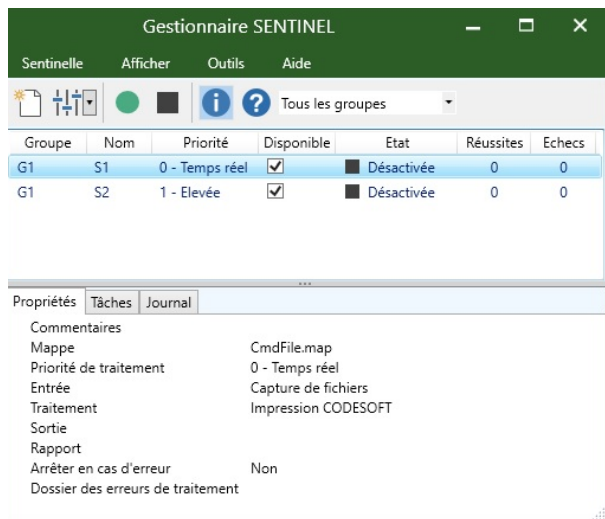 Gestionnaire SENTINEL
Sentinelle Afficher Outils Aide
Tous les groupes
Groupe Nom Priorité Disponible Etat Réussites Echecs
G1 S1 0 - Temps réel Désactivée 0 0
G1 S2 1 - Elevée Désactivée 0 0
Propriétés Tâches Journal
Commentaires
Mappe CmdFile.map
Priorité de traitement 0 - Temps réel
Entrée Capture de fichiers
Traitement Impression CODESOFT
Sortie
Rapport
Arrêter en cas d'erreur Non
Dossier des erreurs de traitement